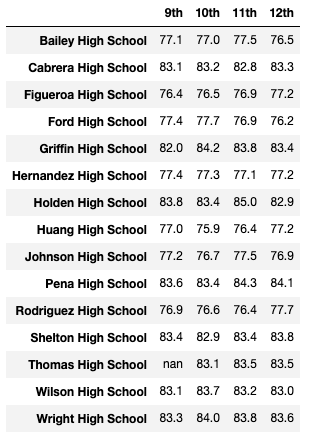 9th 10th 11th 12th
Bailey High School 77.1 77.0 77.5 76.5
Cabrera High School 83.1 83.2 82.8 83.3
Figueroa High School 76.4 76.5 76.9 77.2
Ford High School 77.4 77.7 76.9 76.2
Griffin High School 82.0 84.2 83.8 83.4
Hernandez High School 77.4 77.3 77.1 77.2
Holden High School 83.8 83.4 85.0 82.9
Huang High School 77.0 75.9 76.4 77.2
Johnson High School 77.2 76.7 77.5 76.9
Pena High School 83.6 83.4 84.3 84.1
Rodriguez High School 76.9 76.6 76.4 77.7
Shelton High School 83.4 82.9 83.4 83.8
Thomas High School nan 83.1 83.5 83.5
Wilson High School 83.1 83.7 83.2 83.0
Wright High School 83.3 84.0 83.8 83.6